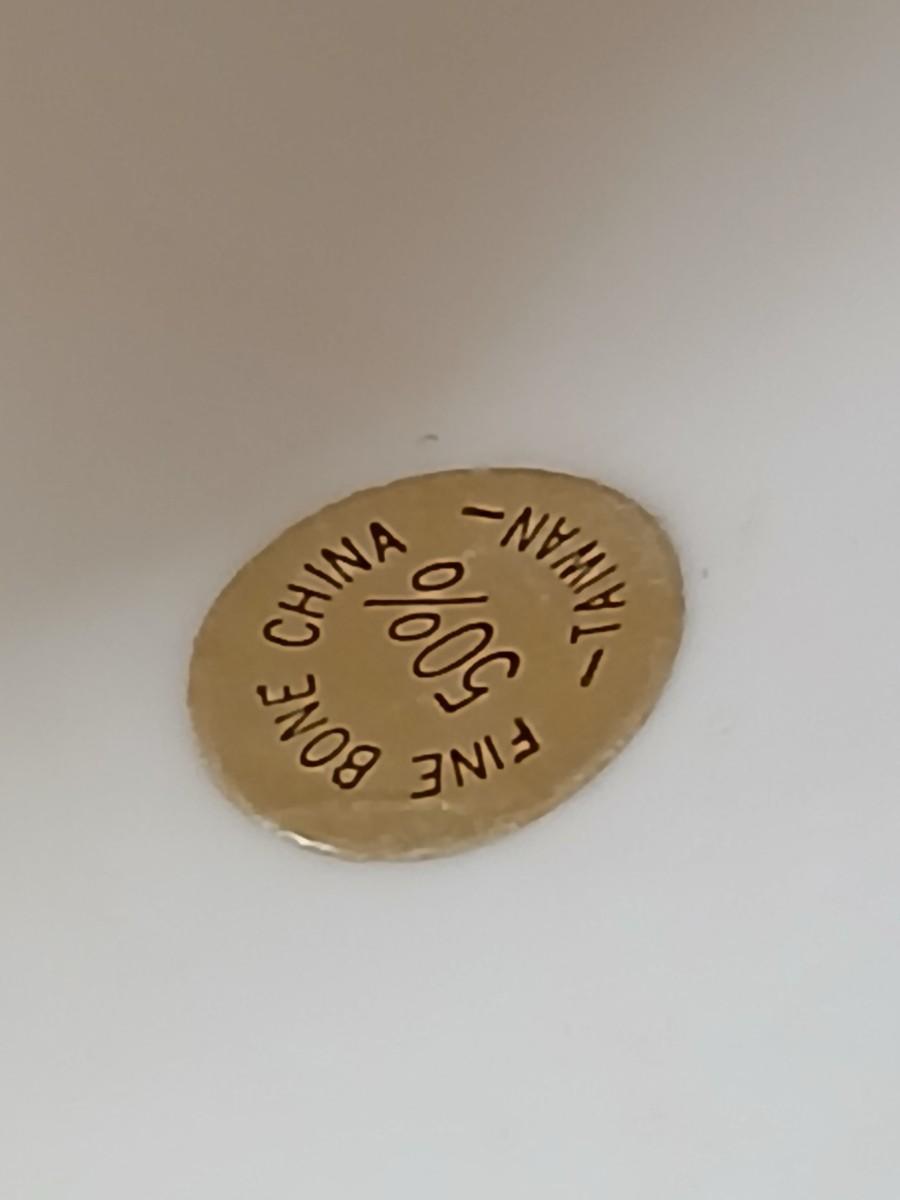 FINE BONE CHINA
50%
-TAIWAN-